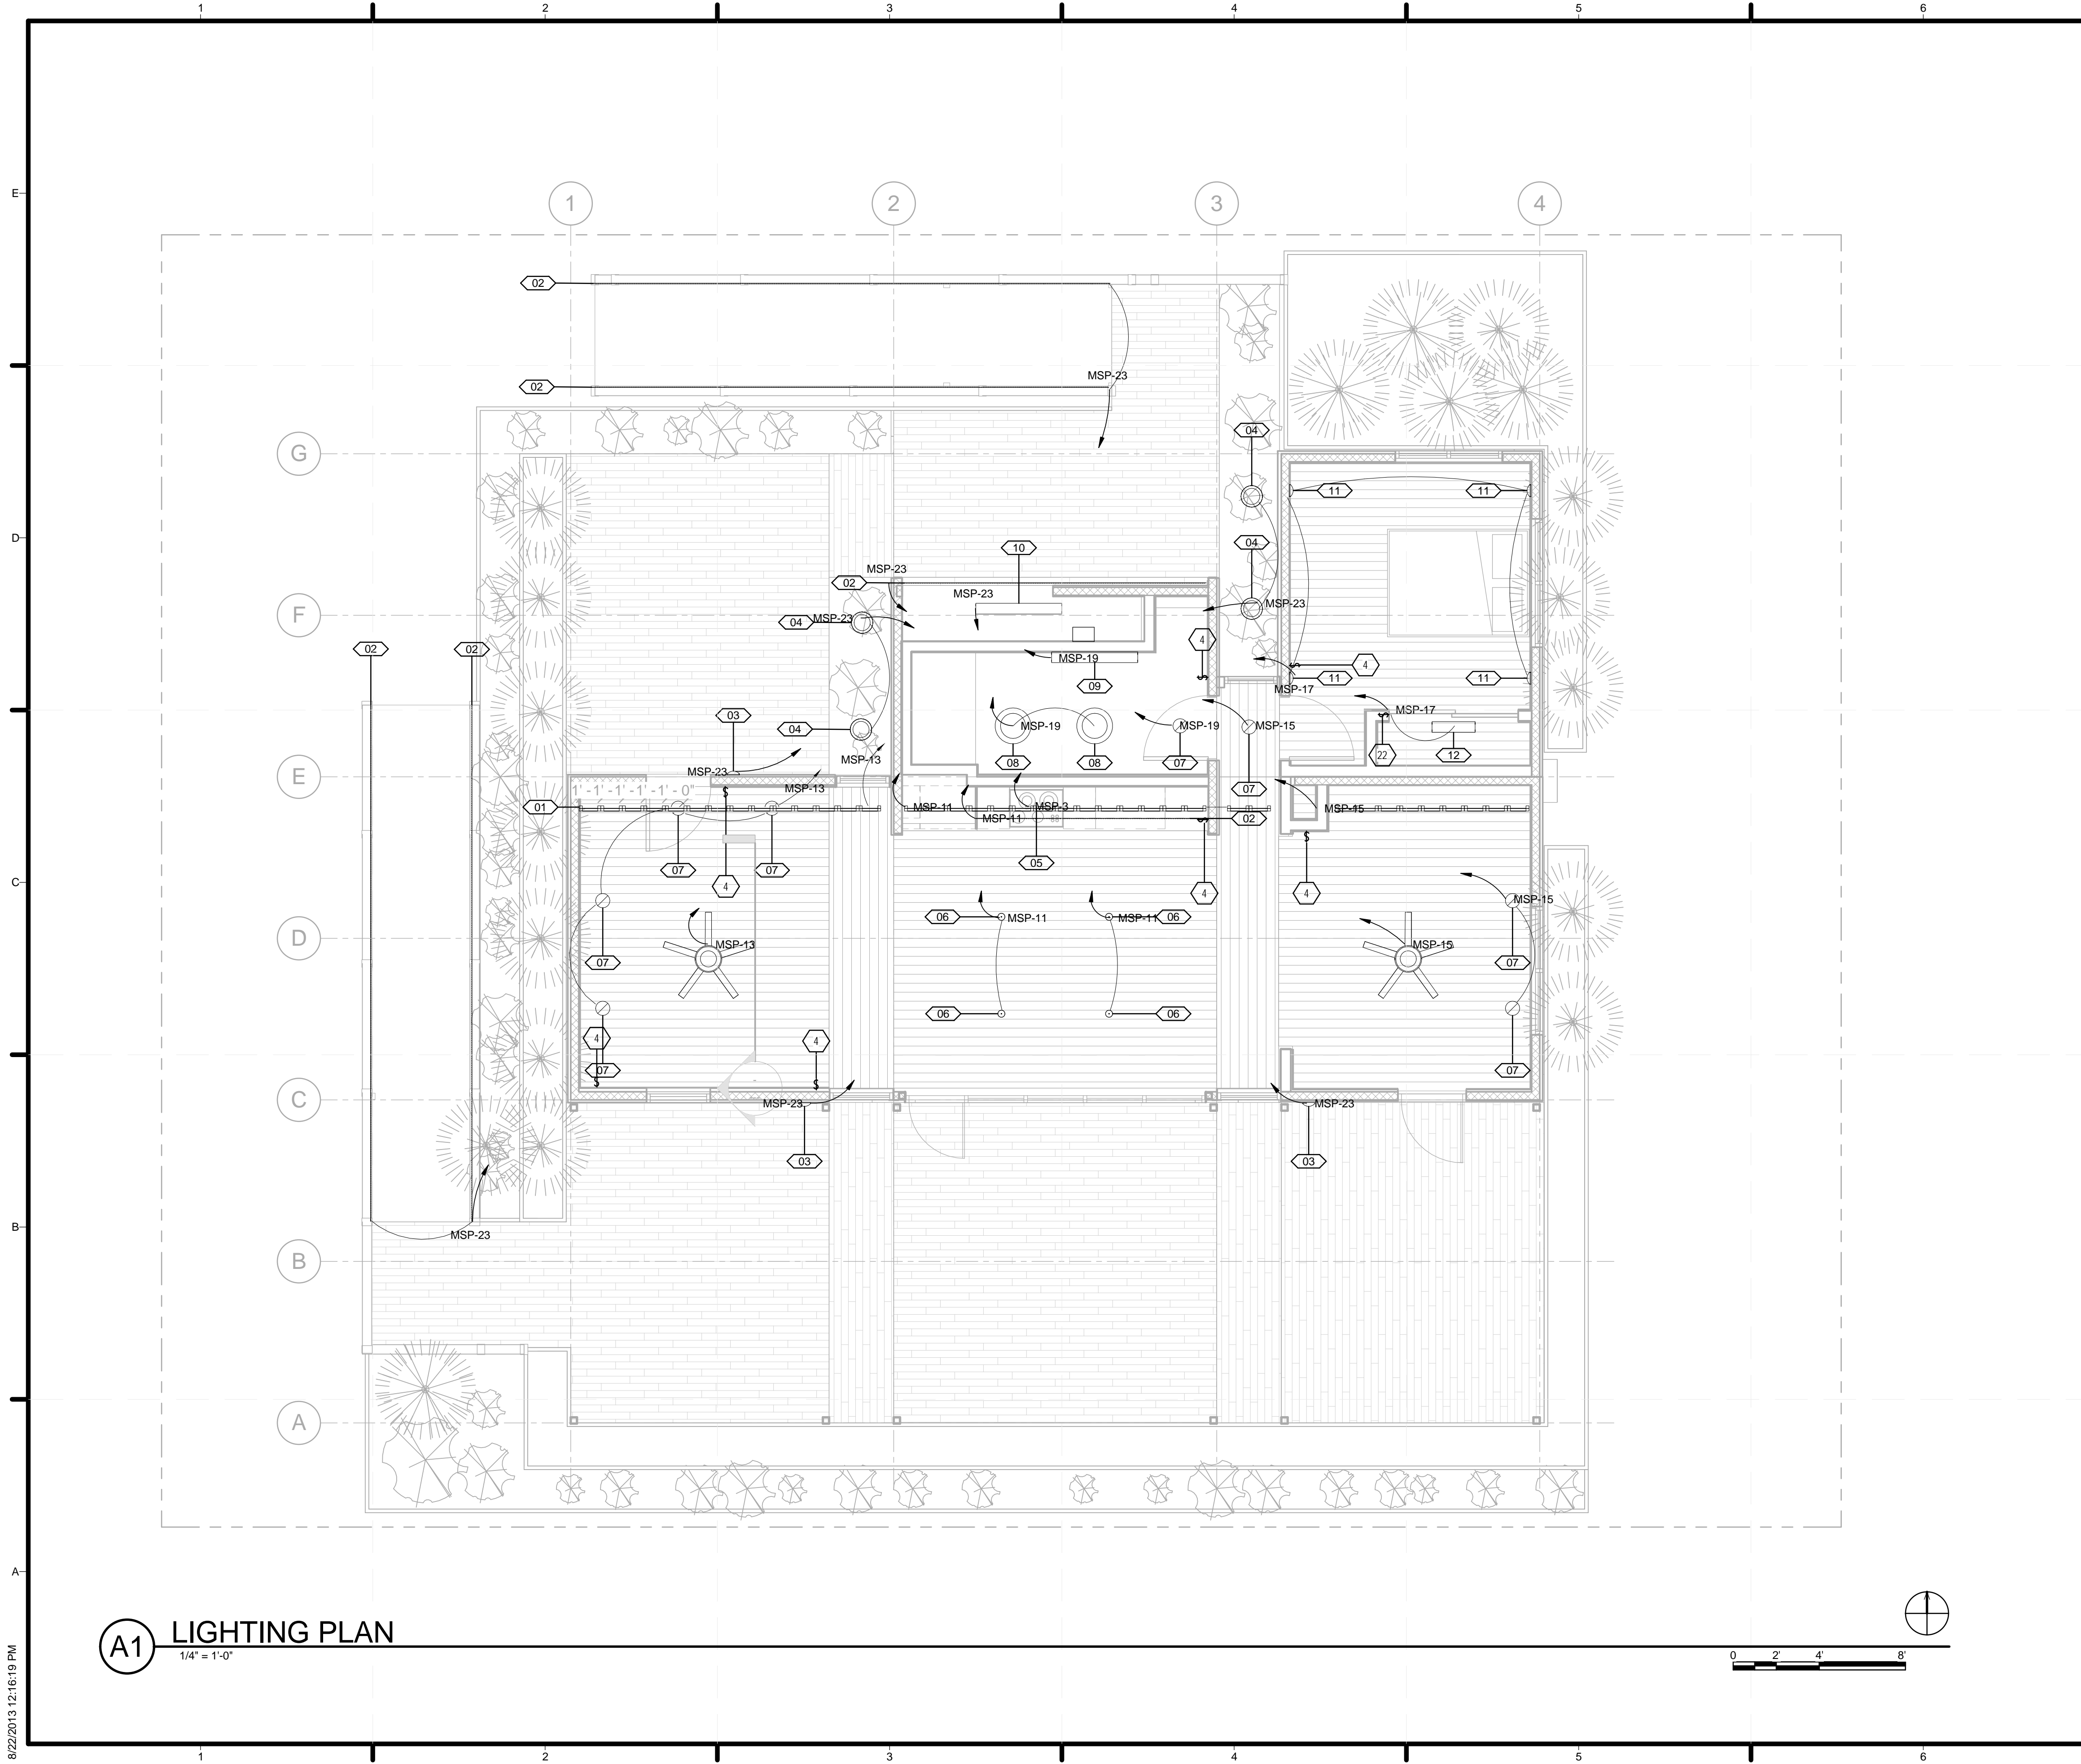 1 2 3 4 5 6
E
1 2 3 4
02
02
MSP-23
04
G
11 11
D
04
10
MSP-23
02
MSP-23
MSP-23
F
04
MSP-23
4
02 02
MSP-19
4
09
11 11
MSP-17
MSP-17
03
04
MSP-19
MSP-19
MSP-15
MSP-13
08 08 07
22
12
E
MSP-23
MSP-13
07
1'-1'-1'-1'-1'-0"
01
MSP-11
MSP-3
MSP-15
MSP-11
02
05
07 07
4
C
4
4
06
MSP-11
MSP-11
06
MSP-15
D
MSP-13
MSP-15
07
07
06 06
4
4
07
07
C
MSP-23
MSP-23
03
03
B
MSP-23
B
A
A
A1
LIGHTING PLAN
1/4" = 1'-0"
0 2' 4' 8'
8/22/2013 12:16:19 PM
1 2 3 4 5 6